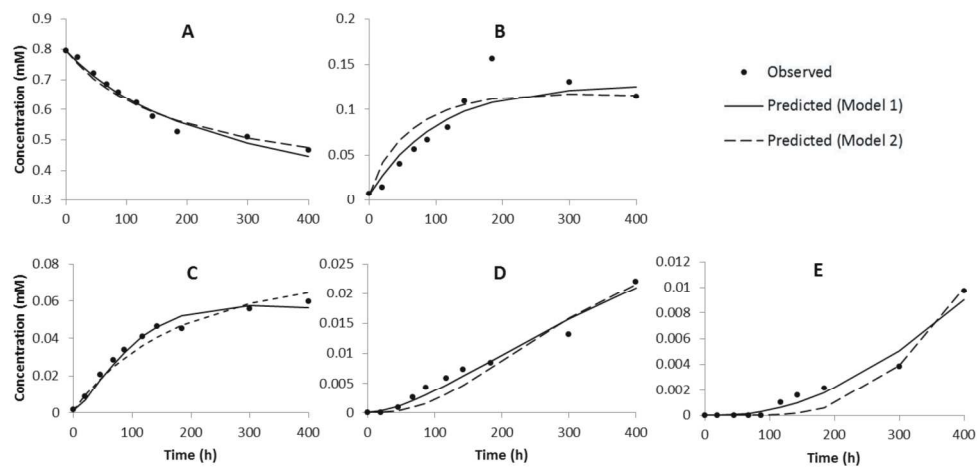 A
Concentration (mM)
0.9
0.8
0.7
0.6
0.5
0.4
0.3
0 100 200 300 400
B
0.2
0.15
0.1
0.05
0
0 100 200 300 400
Observed
Predicted (Model 1)
Predicted (Model 2)
C
Concentration (mM)
0.08
0.06
0.04
0.02
0
0 100 200 300 400
Time (h)
D
0.025
0.02
0.015
0.01
0.005
0.000
0 100 200 300 400
Time (h)
E
0.012
0.010
0.008
0.006
0.004
0.002
0.000
0 100 200 300 400
Time (h)